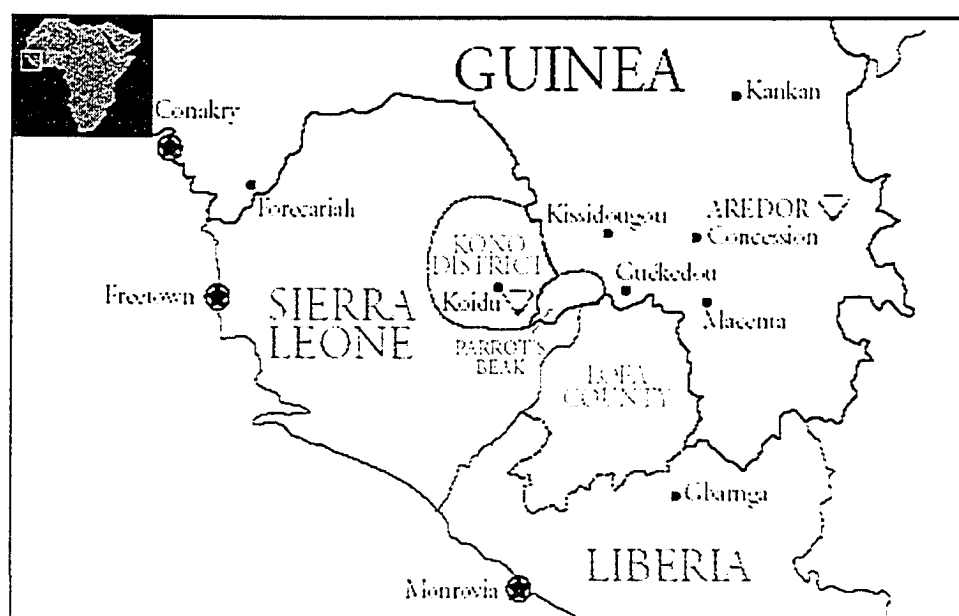 GUINEA
Kankan
Conakry
Forecariah
Kissidougou
AREDOR
Concession
KONO
DISTRICT
Guékedou
Koidu
Freetown
SIERRA
LEONE
Macenta
PARROT'S
BEAK
LOFA
COUNTY
Gbarnga
LIBERIA
Monrovia